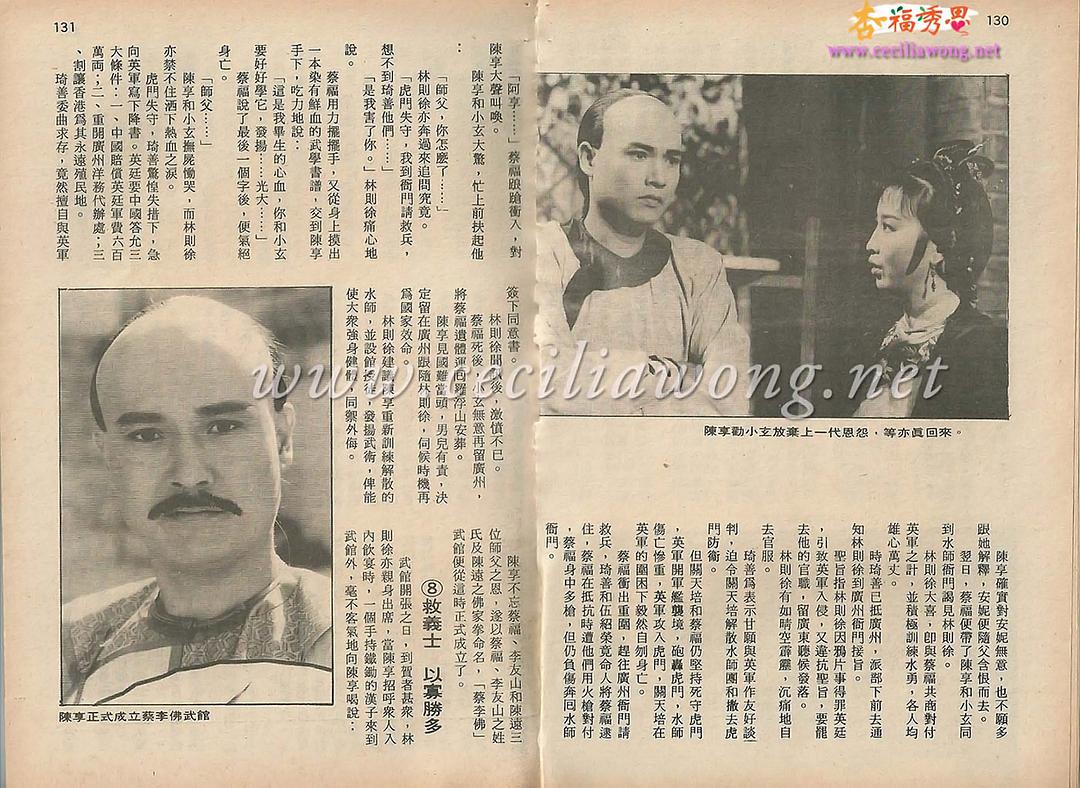 130
杏福秀思
www.ceciliawong.net
陳享勸小玄放棄上一代恩怨,等亦眞回來。
陳享確實對安妮無意,也不願多
跟她解釋,安妮便隨父含恨而去。
翌日,蔡福便帶了陳享和小玄同
到水師衙門謁見林則徐。
林則徐大喜,卽與蔡福共商對付
英軍之計,並積極訓練水勇,各人均
雄心萬丈。
時琦善已抵廣州,派部下前去通
知林則徐到廣州衙門接旨。
聖旨指林則徐因鴉片事得罪英廷
,引致英軍入侵,又違抗聖旨,要罷
去他的官職,留廣東聽候發落。
林則徐有如晴空霹靂,沉痛地自
去官服。
琦善爲表示甘願與英軍作友好談
判,迫令關天培解散水師團和撤去虎
門防衛。
但關天培和蔡福仍堅持死守虎門
,英軍開軍艦襲境,砲轟虎門,水師
傷亡慘重,英軍攻入虎門,關天培在
英軍的圍困下毅然自刎身亡。
蔡福衝出重圍,趕往廣州衙門請
救兵,琦善和伍紹榮竟命人將蔡福逮
住,蔡福在抵抗時遭他們用火槍對付
,蔡福身中多槍,但仍負傷奔囘水師
衙門。
131
「阿享……」蔡福踉蹌衝入,對
陳享大聲叫喚。
陳享和小玄大驚,忙上前扶起他
:
「師父,你怎麼了……」
林則徐亦奔過來追問究竟。
「虎門失守,我到衙門請救兵,
想不到琦善他們……」
「是我害了你。」林則徐痛心地
說。
蔡福用力擺擺手,又從身上摸出
一本染有鮮血的武學書譜,交到陳享
手下,吃力地說:
「這是我畢生的心血,你和小玄
要好好學它,發揚……光大……」
蔡福說了最後一個字後,便氣絕
身亡。
「師父……」
陳享和小玄撫屍慟哭,而林則徐
亦禁不住洒下熱血之淚。
虎門失守,琦善驚惶失措下,急
向英軍寫下降書。英廷要中國答允三
大條件:一、中國賠償英廷軍費六百
萬両;二、重開廣州洋務代辦處;三
、割讓香港爲其永遠殖民地。
琦善委曲求存,竟然擅自與英軍
簽下同意書。
林則徐聞訊後,激憤不已。
蔡福死後,小玄無意再留廣州,
將蔡福遺體運囘羅浮山安葬。
陳享見國難當頭,男兒有責,決
定留在廣州跟隨林則徐,伺候時機再
爲國家效命。
林則徐建議陳享重新訓練解散的
水師,並設館授徒,發揚武術,俾能
使大衆強身健體,同禦外侮。
陳享不忘蔡福、李友山和陳遠三
位師父之恩,遂以蔡福、李友山之姓
氏及陳遠之佛家拳命名,「蔡李佛」
武館便從這時正式成立了。
⑧救義士 以寡勝多
武館開張之日,到賀者甚衆,林
則徐亦親身出席,當陳享招呼衆人入
內飲宴時,一個手持鐵鋤的漢子來到
武館外,毫不客氣地向陳享喝說:
陳享正式成立蔡李佛武館
www.ceciliawong.net